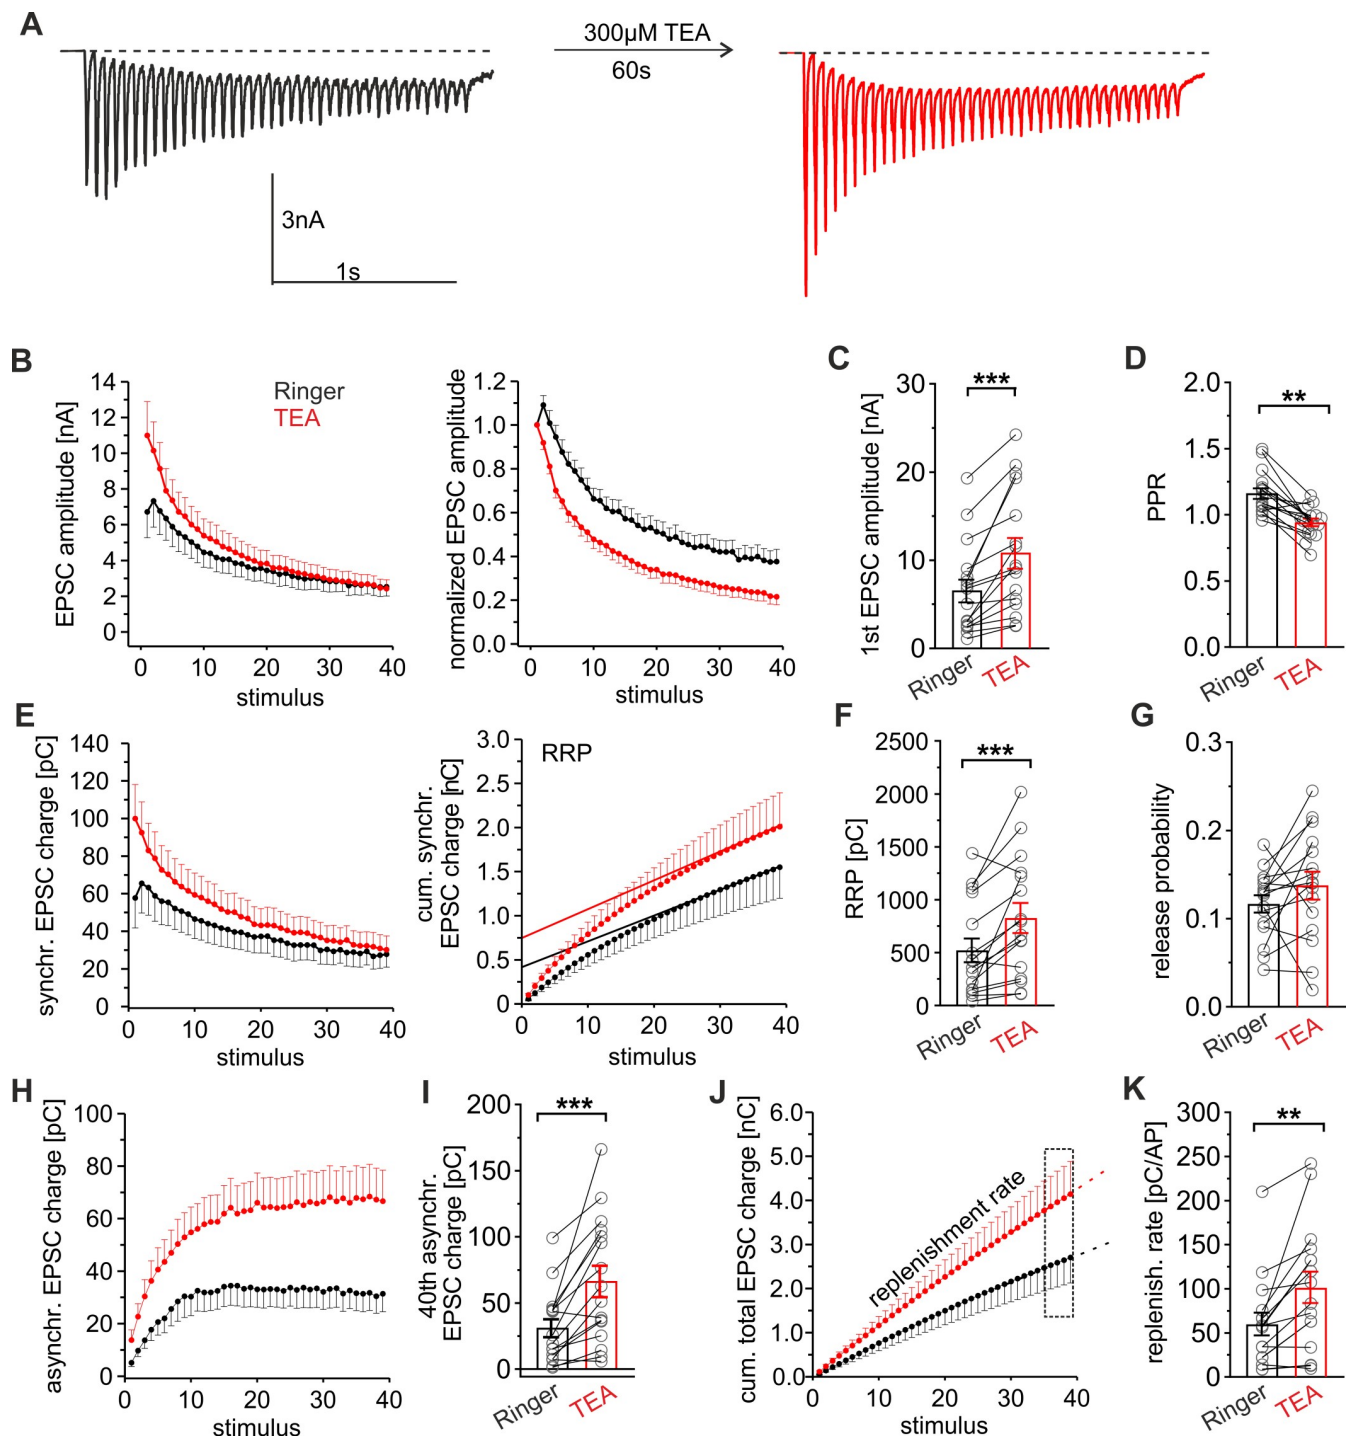 A
300µM TEA
60s
3nA
1s
B
EPSC amplitude [nA]
14
12
10
8
6
4
2
0
Ringer
TEA
0
10
20
30
40
stimulus
normalized EPSC amplitude
1.2
1.0
0.8
0.6
0.4
0.2
0.0
0
10
20
30
40
stimulus
C
1st EPSC amplitude [nA]
30
20
10
0
***
Ringer
TEA
D
PPR
2.0
1.5
1.0
0.5
0.0
**
Ringer
TEA
E
synchr. EPSC charge [pC]
140
120
100
80
60
40
20
0
0
10
20
30
40
stimulus
cum. synchr.
EPSC charge [nC]
3.0
2.5
2.0
1.5
1.0
0.5
0
RRP
0
10
20
30
40
stimulus
F
RRP [pC]
2500
2000
1500
1000
500
0
***
Ringer
TEA
G
release probability
0.3
0.2
0.1
0.0
Ringer
TEA
H
asynchr. EPSC charge [pC]
100
80
60
40
20
0
0
10
20
30
40
stimulus
I
40th asynchr.
EPSC charge [pC]
200
150
100
50
0
***
Ringer
TEA
J
cum. total EPSC charge [nC]
6.0
5.0
4.0
3.0
2.0
1.0
0.0
replenishment rate
0
10
20
30
40
stimulus
K
replenish. rate [pC/AP]
300
250
200
150
100
50
0
**
Ringer
TEA